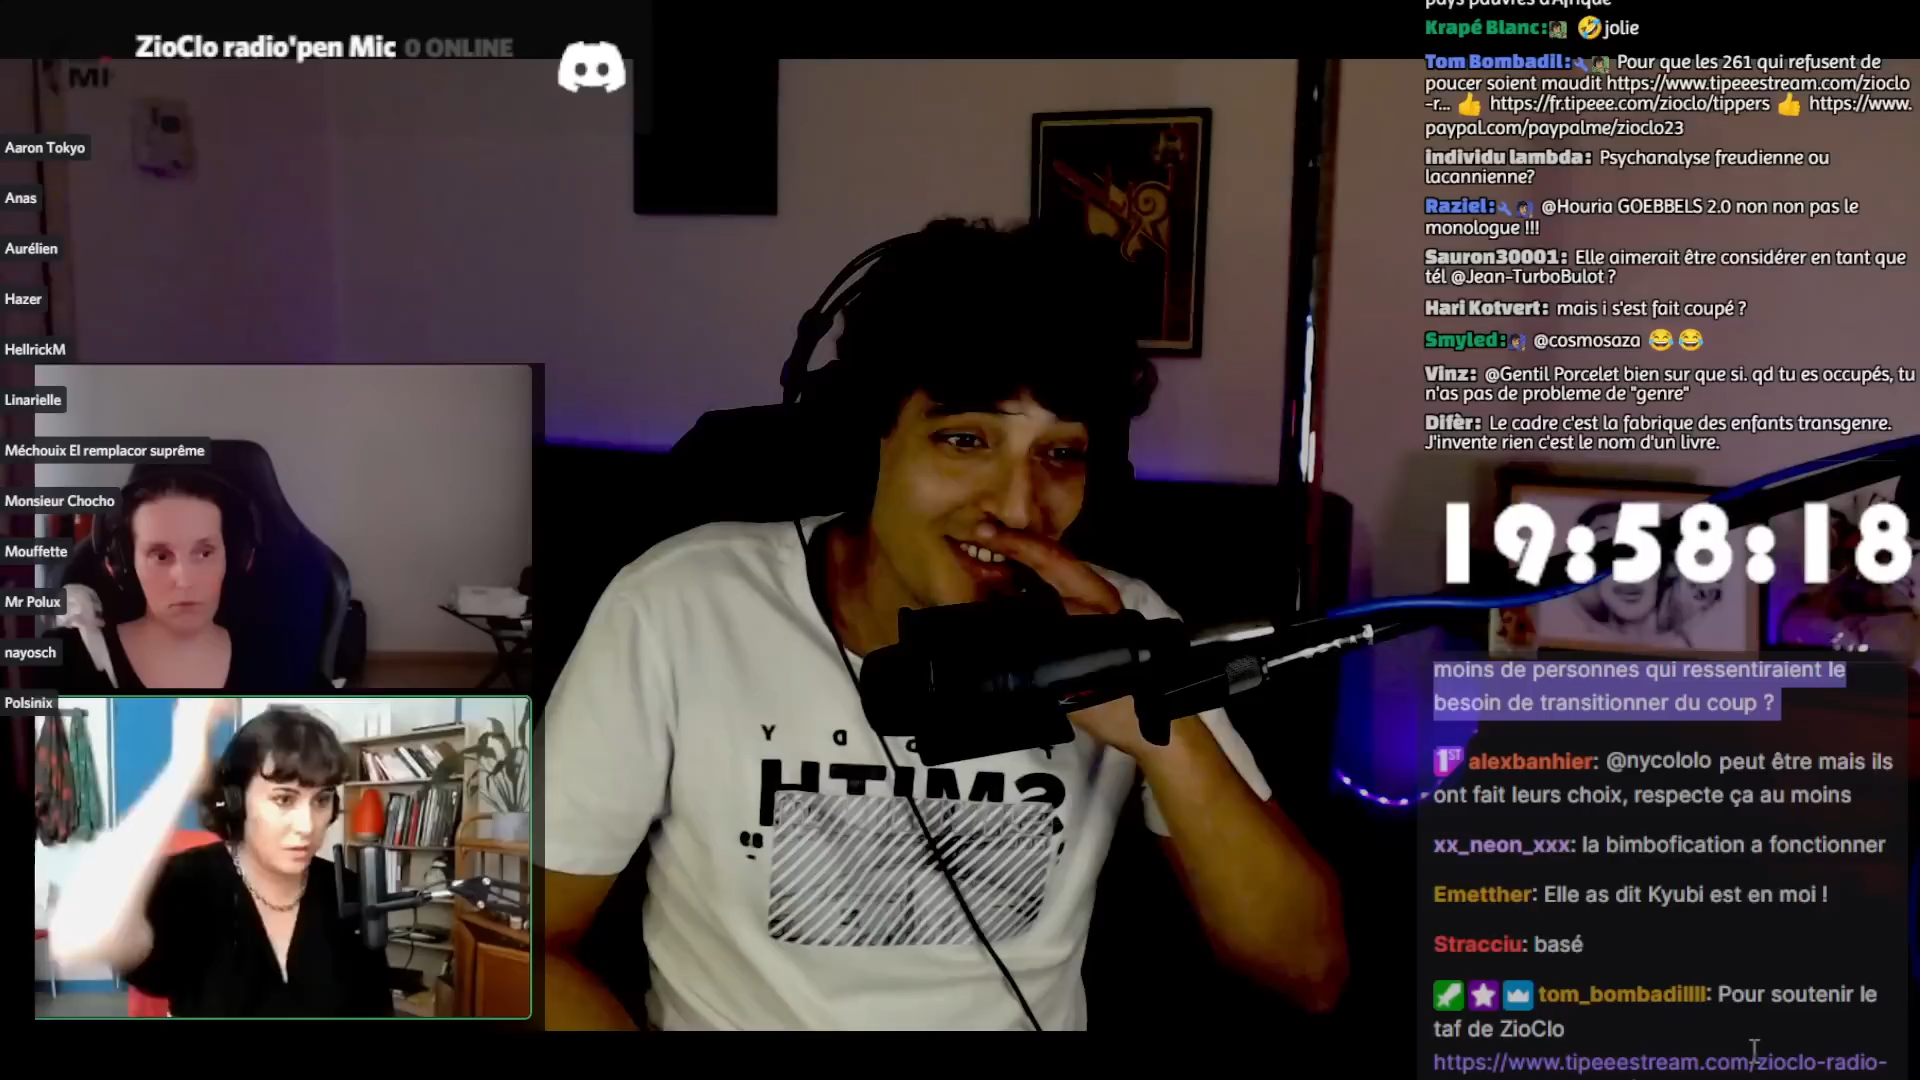 ZioClo radio'pen Mic 0 ONLINE
Aaron Tokyo
Anas
Aurélien
Hazer
HellrickM
Linarielle
Méchouix El remplacor suprême
Monsieur Chocho
Mouffette
Mr Polux
nayosch
Polsinix
pays pauvres d'Afrique
Krapé Blanc: 🤣jolie
Tom Bombadil: Pour que les 261 qui refusent de
poucer soient maudit https://www.tipeeestream.com/zioclo
-r... 👍 https://fr.tipeee.com/zioclo/tippers 👍 https://www.
paypal.com/paypalme/zioclo23
individu lambda: Psychanalyse freudienne ou
lacannienne?
Raziel: @Houria GOEBBELS 2.0 non non pas le
monologue !!!
Sauron30001: Elle aimerait être considérer en tant que
tél @Jean-TurboBulot ?
Hari Kotvert: mais i s'est fait coupé ?
Smyled: @cosmosaza 😂 😂
Vinz: @Gentil Porcelet bien sur que si. qd tu es occupés, tu
n'as pas de probleme de "genre"
Difèr: Le cadre c'est la fabrique des enfants transgenre.
J'invente rien c'est le nom d'un livre.
19:58:18
moins de personnes qui ressentiraient le
besoin de transitionner du coup ?
1ST alexbanhier: @nycololo peut être mais ils
ont fait leurs choix, respecte ça au moins
xx_neon_xxx: la bimbofication a fonctionner
Emetther: Elle as dit Kyubi est en moi !
Stracciu: basé
tom_bombadillll: Pour soutenir le
taf de ZioClo
https://www.tipeeestream.com/zioclo-radio-
SMITH